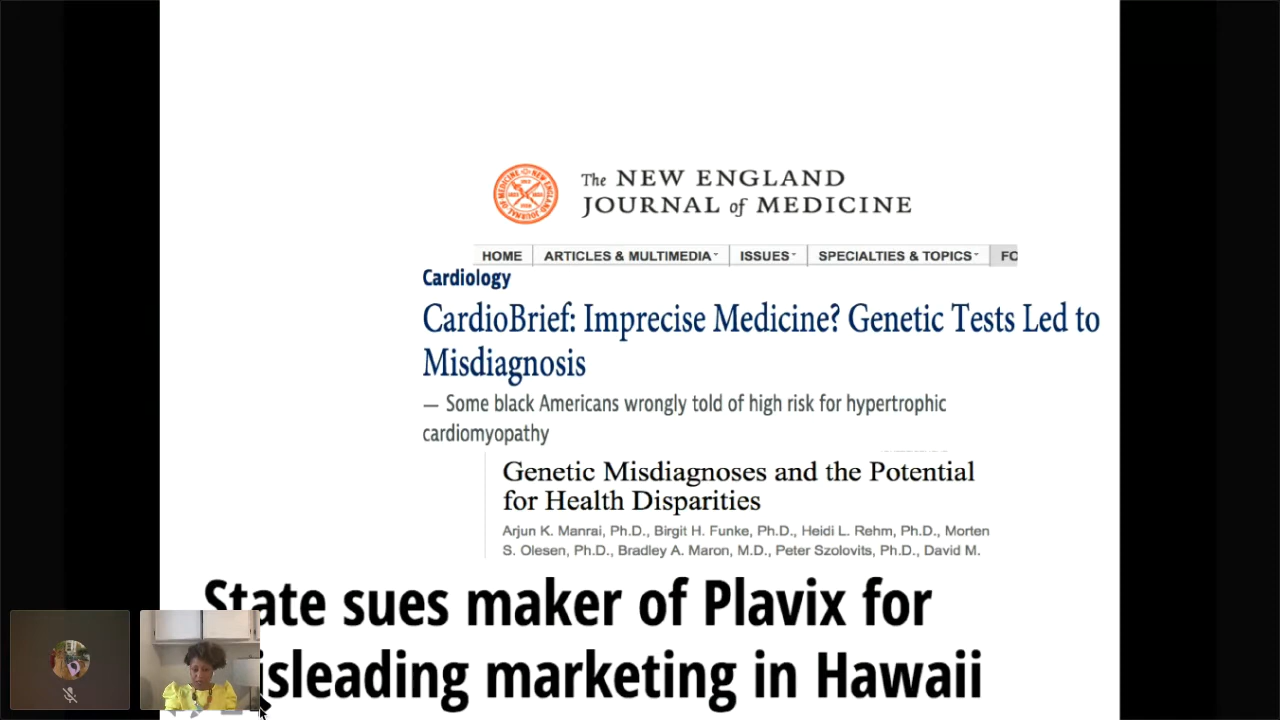 The NEW ENGLAND
JOURNAL of MEDICINE
HOME ARTICLES & MULTIMEDIA ISSUES SPECIALTIES & TOPICS FO
Cardiology
CardioBrief: Imprecise Medicine? Genetic Tests Led to
Misdiagnosis
— Some black Americans wrongly told of high risk for hypertrophic
cardiomyopathy
Genetic Misdiagnoses and the Potential
for Health Disparities
Arjun K. Manrai, Ph.D., Birgit H. Funke, Ph.D., Heidi L. Rehm, Ph.D., Morten
S. Olesen, Ph.D., Bradley A. Maron, M.D., Peter Szolovits, Ph.D., David M.
State sues maker of Plavix for
isleading marketing in Hawaii